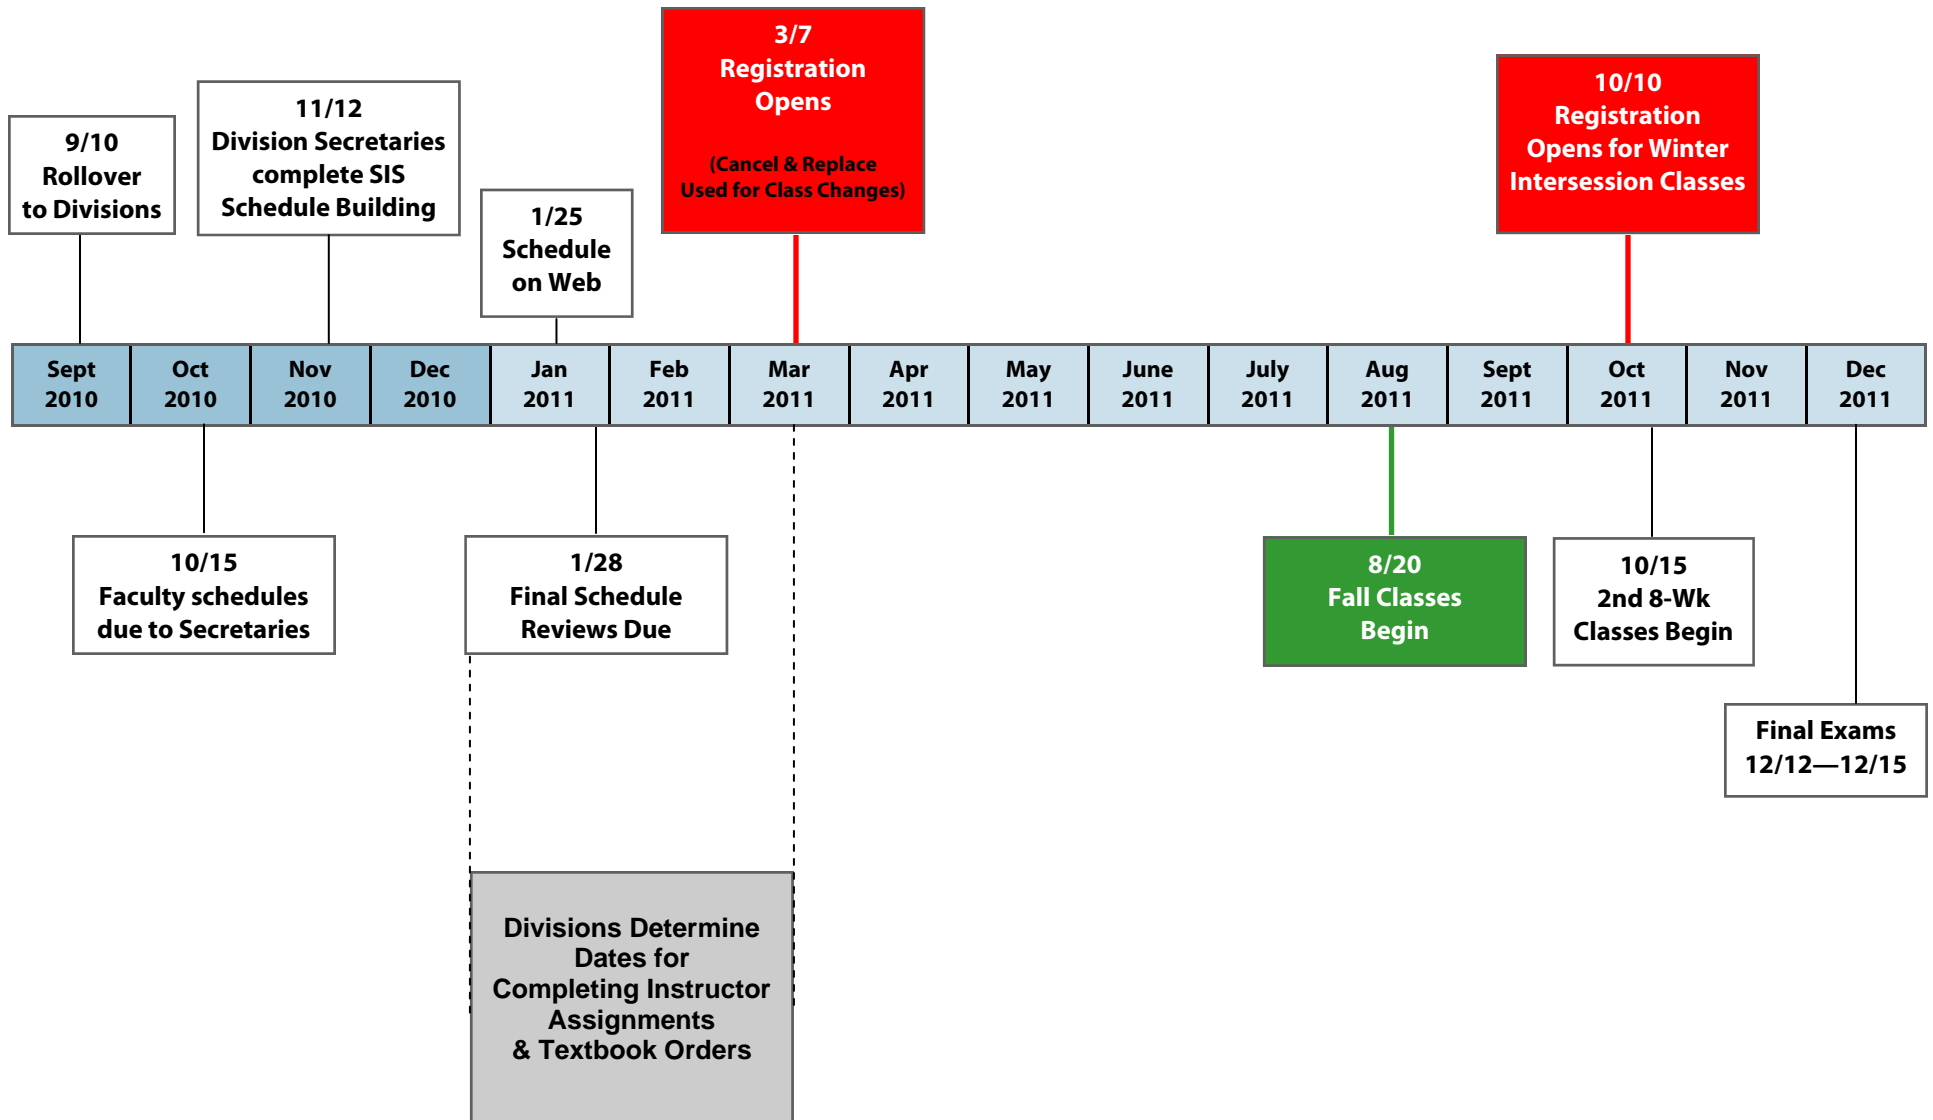 3/7
Registration
Opens
(Cancel & Replace
Used for Class Changes)
10/10
Registration
Opens for Winter
Intersession Classes
11/12
Division Secretaries
complete SIS
Schedule Building
9/10
Rollover
to Divisions
1/25
Schedule
on Web
Sept
2010
Oct
2010
Nov
2010
Dec
2010
Jan
2011
Feb
2011
Mar
2011
Apr
2011
May
2011
June
2011
July
2011
Aug
2011
Sept
2011
Oct
2011
Nov
2011
Dec
2011
10/15
Faculty schedules
due to Secretaries
1/28
Final Schedule
Reviews Due
8/20
Fall Classes
Begin
10/15
2nd 8-Wk
Classes Begin
Final Exams
12/12—12/15
Divisions Determine
Dates for
Completing Instructor
Assignments
& Textbook Orders